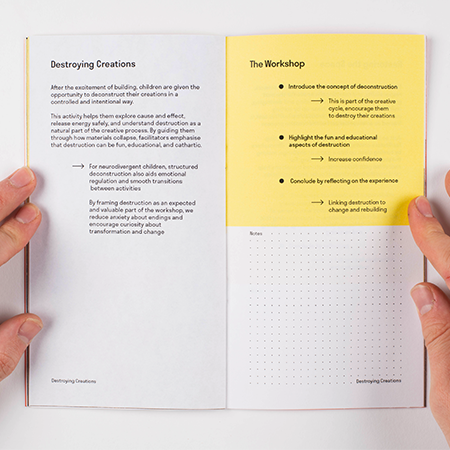 Destroying Creations
After the excitement of building, children are given the
opportunity to deconstruct their creations in a
controlled and intentional way.
This activity helps them explore cause and effect,
release energy safely, and understand destruction as a
natural part of the creative process. By guiding them
through how materials collapse, facilitators emphasise
that destruction can be fun, educational, and cathartic.
→ For neurodivergent children, structured
deconstruction also aids emotional
regulation and smooth transitions
between activities
By framing destruction as an expected
and valuable part of the workshop, we
reduce anxiety about endings and
encourage curiosity about
transformation and change
Destroying Creations
The Workshop
● Introduce the concept of deconstruction
→ This is part of the creative
cycle, encourage them
to destroy their creations
● Highlight the fun and educational
aspects of destruction
→ Increase confidence
● Conclude by reflecting on the experience
→ Linking destruction to
change and rebuilding
Notes
Destroying Creations